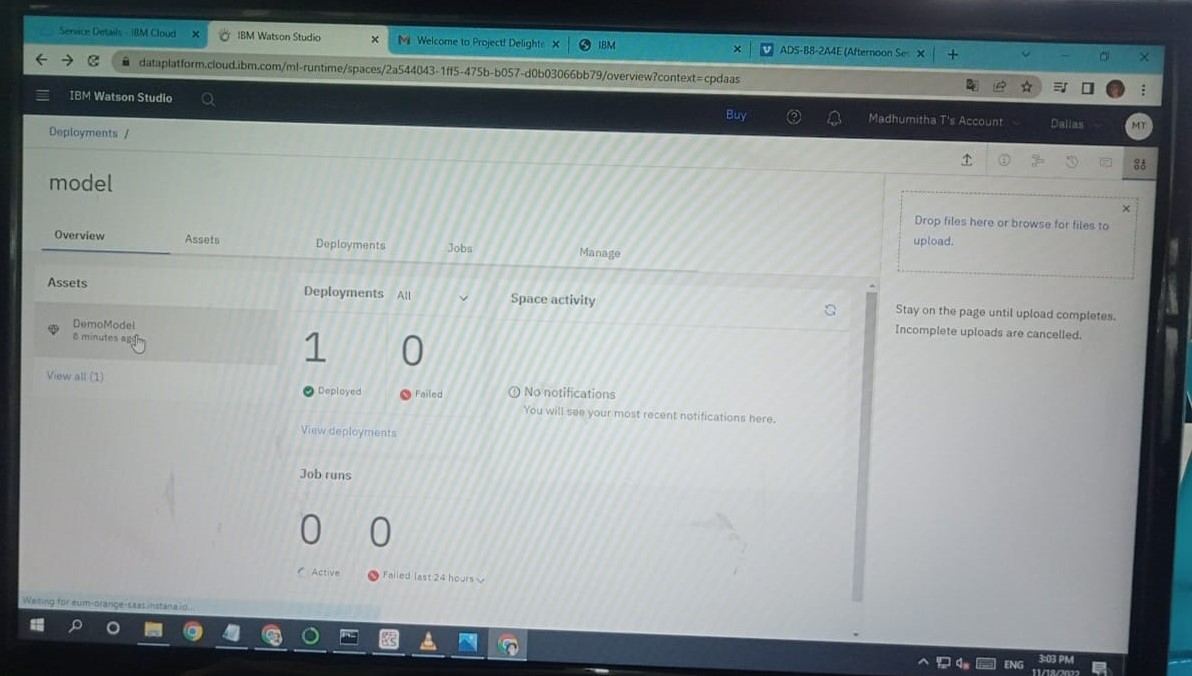 Service Details - IBM Cloud
IBM Watson Studio
Welcome to Project! Delighte
IBM
ADS-B8-2A4E (Afternoon Ses
dataplatform.cloud.ibm.com/ml-runtime/spaces/2a544043-1ff5-475b-b057-d0b03066bb79/overview?context=cpdaas
IBM Watson Studio
Buy
Madhumitha T's Account
Dallas
MT
Deployments /
model
Overview
Assets
Deployments
Jobs
Manage
Assets
DemoModel
8 minutes ago
View all (1)
Deployments All
1 0
Deployed
Failed
View deployments
Job runs
0 0
Active
Failed last 24 hours
Space activity
No notifications
You will see your most recent notifications here.
Drop files here or browse for files to
upload.
Stay on the page until upload completes.
Incomplete uploads are cancelled.
Waiting for eum-orange-saas.instana.io...
ENG
3:03 PM
11/18/2022